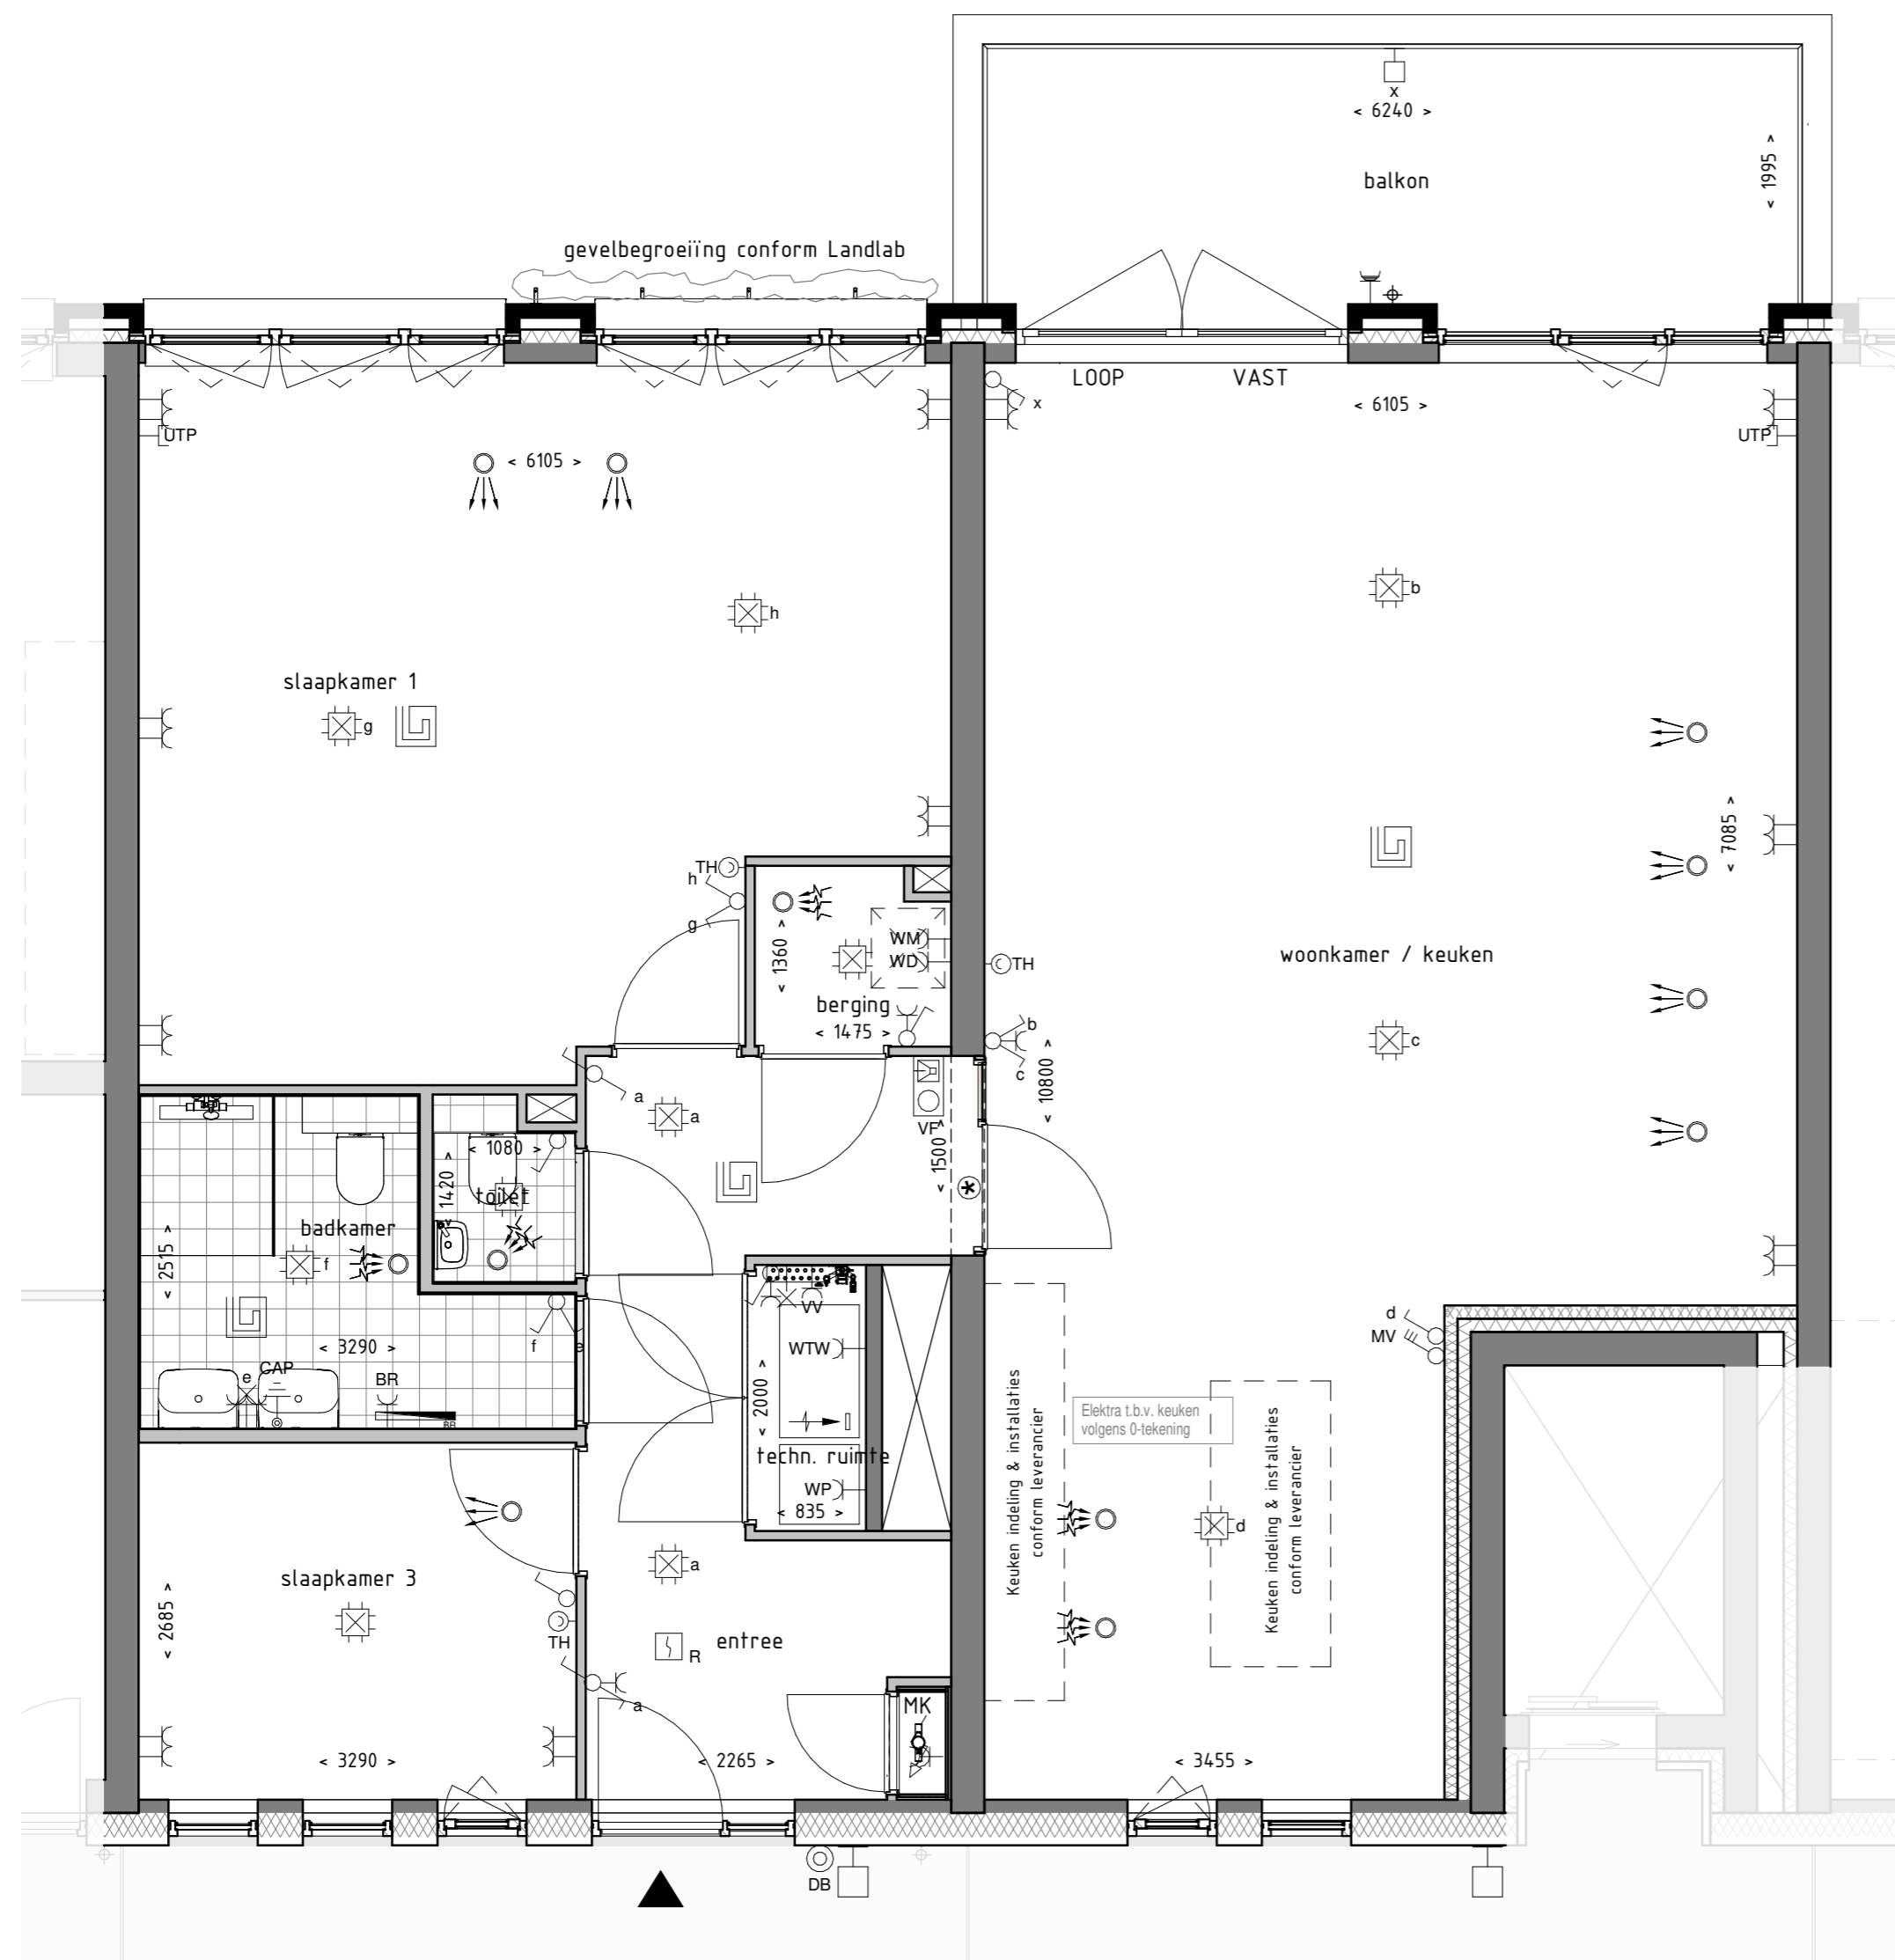 x
< 6240 >
< 1995 >
balkon
gevelbegroeiïng conform Landlab
LOOP
VAST
x
< 6105 >
UTP
UTP
< 6105 >
b
h
slaapkamer 1
g
< 7085 >
TH
h
g
< 1360 >
WM
WD
berging
< 1475 >
woonkamer / keuken
TH
b
c
c
< 10800 >
a
a
VF
< 1500 >
*
< 1080 >
< 1420 >
toilet
badkamer
f
< 2515 >
< 3290 >
f
e
CAP
e
BR
BR
VV
WTW
< 2000 >
techn. ruimte
WP
< 835 >
d
MV
Keuken indeling & installaties
conform leverancier
Elektra t.b.v. keuken
volgens 0-tekening
Keuken indeling & installaties
conform leverancier
d
slaapkamer 3
< 2685 >
TH
a
entree
R
a
MK
< 3290 >
< 2265 >
< 3455 >
DB